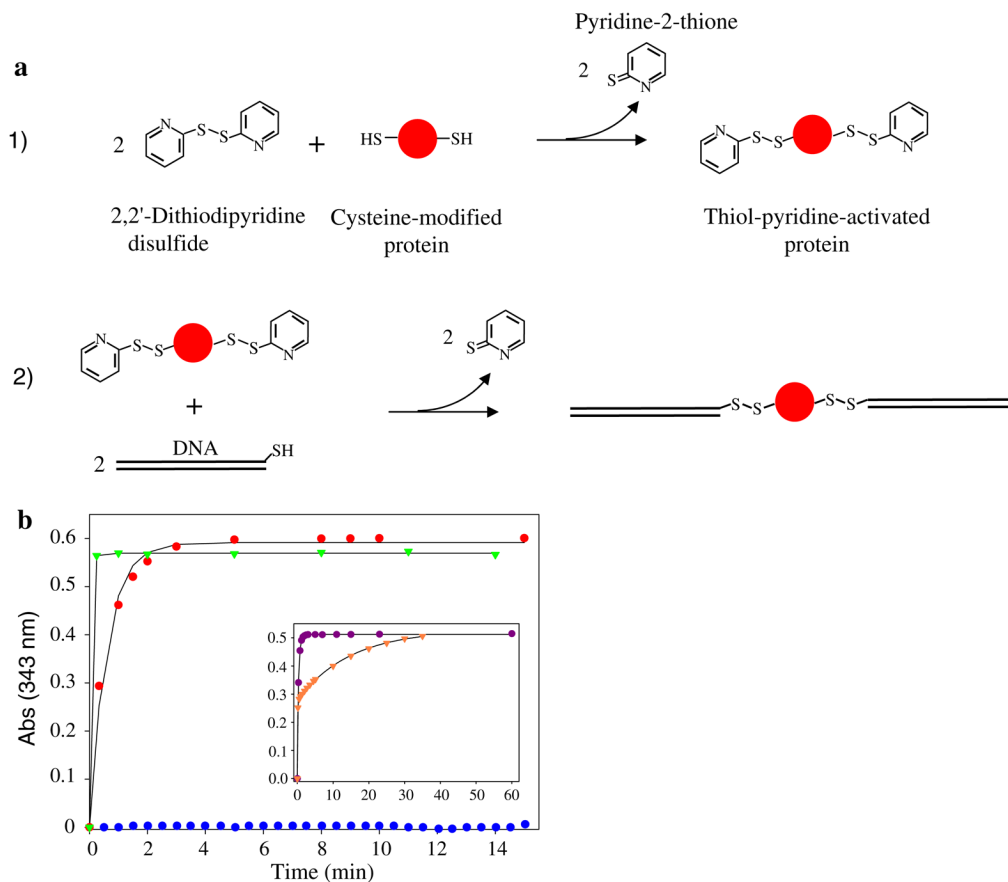 a
Pyridine-2-thione
1)
2
N
S
S
N
+
HS
SH
2
S
N
N
S
S
S
S
N
2,2'-Dithiodipyridine
disulfide
Cysteine-modified
protein
Thiol-pyridine-activated
protein
2)
N
S
S
S
S
N
+
2
DNA
SH
2
S
N
S
S
S
S
b
Abs (343 nm)
0.6
0.5
0.4
0.3
0.2
0.1
0
0 2 4 6 8 10 12 14
Time (min)
0.5
0.4
0.3
0.2
0.1
0.0
0 10 20 30 40 50 60